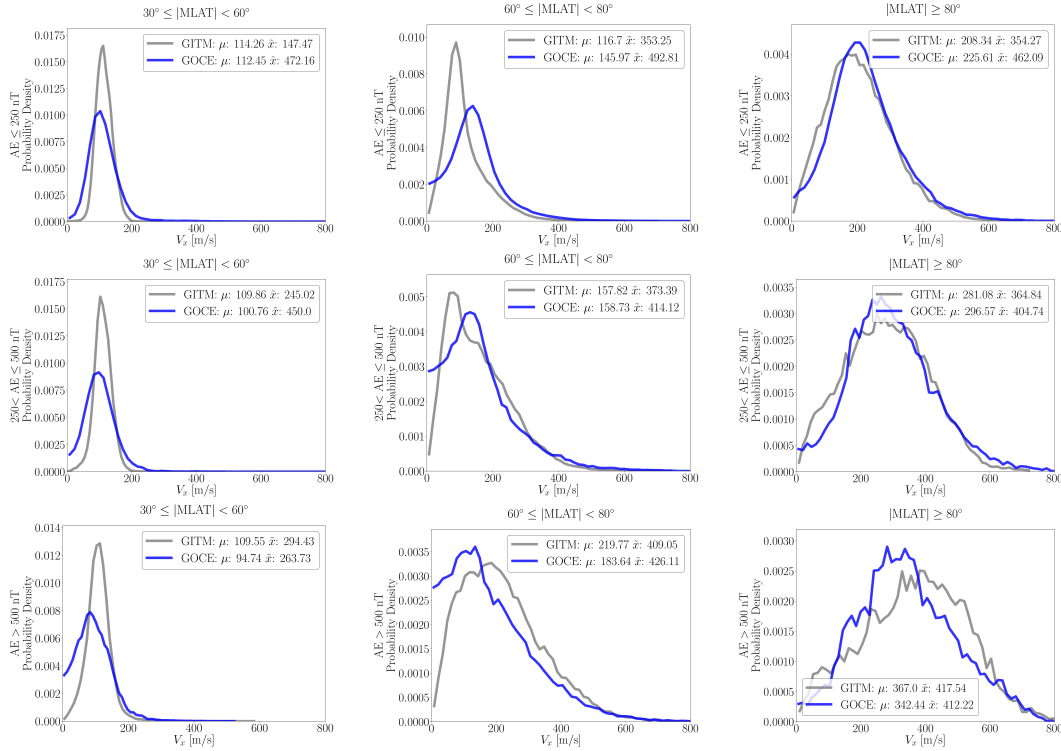 30° ≤ |MLAT| < 60°
AE ≤ 250 nT
Probability Density
0.0175
0.0150
0.0125
0.0100
0.0075
0.0050
0.0025
0.0000
GITM: μ: 114.26 x̃: 147.47
GOCE: μ: 112.45 x̃: 472.16
0 200 400 600 800
Vₓ [m/s]
60° ≤ |MLAT| < 80°
AE ≤ 250 nT
Probability Density
0.010
0.008
0.006
0.004
0.002
0.000
GITM: μ: 116.7 x̃: 353.25
GOCE: μ: 145.97 x̃: 492.81
0 200 400 600 800
Vₓ [m/s]
|MLAT| ≥ 80°
AE ≤ 250 nT
Probability Density
0.004
0.003
0.002
0.001
0.000
GITM: μ: 208.34 x̃: 354.27
GOCE: μ: 225.61 x̃: 462.09
0 200 400 600 800
Vₓ [m/s]
30° ≤ |MLAT| < 60°
250< AE ≤ 500 nT
Probability Density
0.0175
0.0150
0.0125
0.0100
0.0075
0.0050
0.0025
0.0000
GITM: μ: 109.86 x̃: 245.02
GOCE: μ: 100.76 x̃: 450.0
0 200 400 600 800
Vₓ [m/s]
60° ≤ |MLAT| < 80°
250< AE ≤ 500 nT
Probability Density
0.005
0.004
0.003
0.002
0.001
0.000
GITM: μ: 157.82 x̃: 373.39
GOCE: μ: 158.73 x̃: 414.12
0 200 400 600 800
Vₓ [m/s]
|MLAT| ≥ 80°
250< AE ≤ 500 nT
Probability Density
0.0035
0.0030
0.0025
0.0020
0.0015
0.0010
0.0005
0.0000
GITM: μ: 281.08 x̃: 364.84
GOCE: μ: 296.57 x̃: 404.74
0 200 400 600 800
Vₓ [m/s]
30° ≤ |MLAT| < 60°
AE > 500 nT
Probability Density
0.014
0.012
0.010
0.008
0.006
0.004
0.002
0.000
GITM: μ: 109.55 x̃: 294.43
GOCE: μ: 94.74 x̃: 263.73
0 200 400 600 800
Vₓ [m/s]
60° ≤ |MLAT| < 80°
AE > 500 nT
Probability Density
0.0035
0.0030
0.0025
0.0020
0.0015
0.0010
0.0005
0.0000
GITM: μ: 219.77 x̃: 409.05
GOCE: μ: 183.64 x̃: 426.11
0 200 400 600 800
Vₓ [m/s]
|MLAT| ≥ 80°
AE > 500 nT
Probability Density
0.0030
0.0025
0.0020
0.0015
0.0010
0.0005
0.0000
GITM: μ: 367.0 x̃: 417.54
GOCE: μ: 342.44 x̃: 412.22
0 200 400 600 800
Vₓ [m/s]